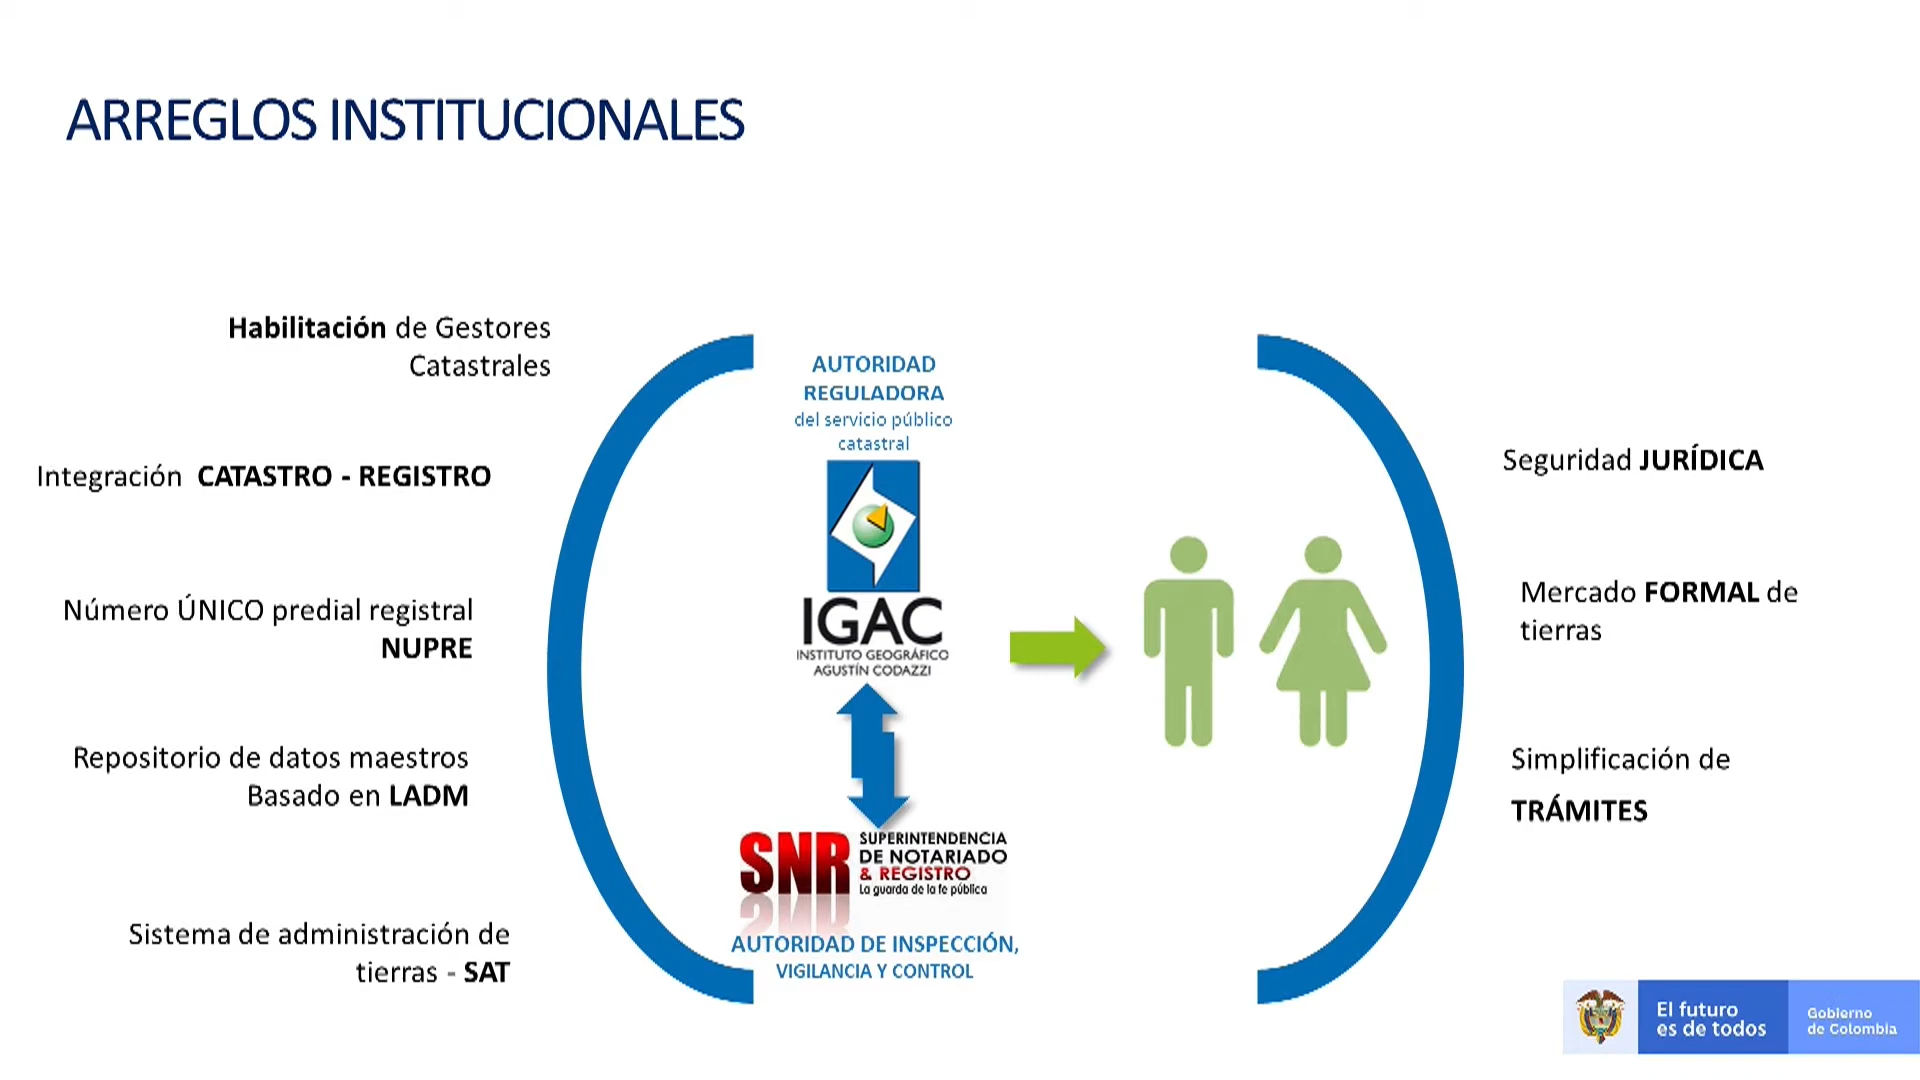 ARREGLOS INSTITUCIONALES
Habilitación de Gestores
Catastrales
Integración CATASTRO - REGISTRO
Número ÚNICO predial registral
NUPRE
Repositorio de datos maestros
Basado en LADM
Sistema de administración de
tierras - SAT
AUTORIDAD
REGULADORA
del servicio público
catastral
IGAC
INSTITUTO GEOGRÁFICO
AGUSTÍN CODAZZI
SNR
SUPERINTENDENCIA
DE NOTARIADO
& REGISTRO
La guarda de la fe pública
AUTORIDAD DE INSPECCIÓN,
VIGILANCIA Y CONTROL
Seguridad JURÍDICA
Mercado FORMAL de
tierras
Simplificación de
TRÁMITES
El futuro
es de todos
Gobierno
de Colombia